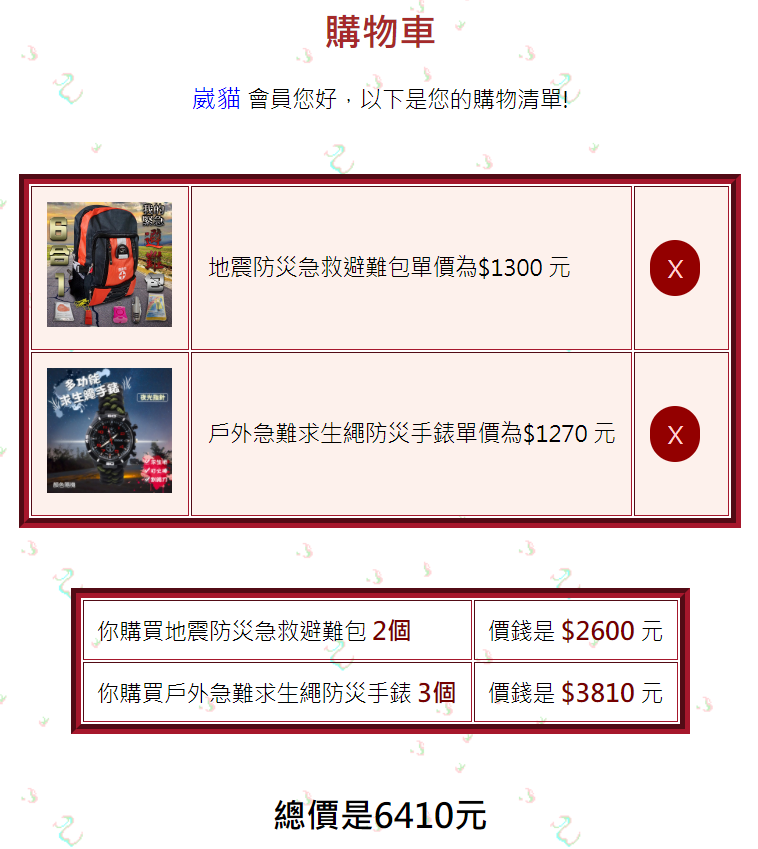 購物車
崴貓 會員您好，以下是您的購物清單!
我的
緊急
避難包
6合1
地震防災急救避難包單價為$1300 元
X
多功能
求生繩手錶
夜光指針
顏色隨機
戶外急難求生繩防災手錶單價為$1270 元
X
你購買地震防災急救避難包 2個 價錢是 $2600 元
你購買戶外急難求生繩防災手錶 3個 價錢是 $3810 元
總價是6410元